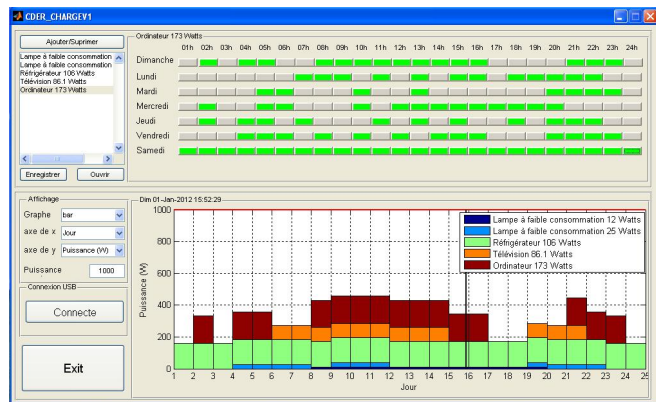 CDER_CHARGEV1
Ajouter/Suprimer
Lampe à faible consommation
Lampe à faible consommation
Réfrigérateur 106 Watts
Télévision 86.1 Watts
Ordinateur 173 Watts
Enregistrer Ouvrir
Ordinateur 173 Watts
01h 02h 03h 04h 05h 06h 07h 08h 09h 10h 11h 12h 13h 14h 15h 16h 17h 18h 19h 20h 21h 22h 23h 24h
Dimanche
Lundi
Mardi
Mercredi
Jeudi
Vendredi
Samedi
Affichage
Graphe bar
axe de x Jour
axe de y Puissance (W)
Puissance 1000
Connexion USB
Connecte
Exit
Dim 01-Jan-2012 15:52:29
Lampe á faible consommation 12 Watts
Lampe á faible consommation 25 Watts
Réfrigérateur 106 Watts
Télévision 86.1 Watts
Ordinateur 173 Watts
Puissance (W)
1000
800
600
400
200
0
1 2 3 4 5 6 7 8 9 10 11 12 13 14 15 16 17 18 19 20 21 22 23 24 25
Jour